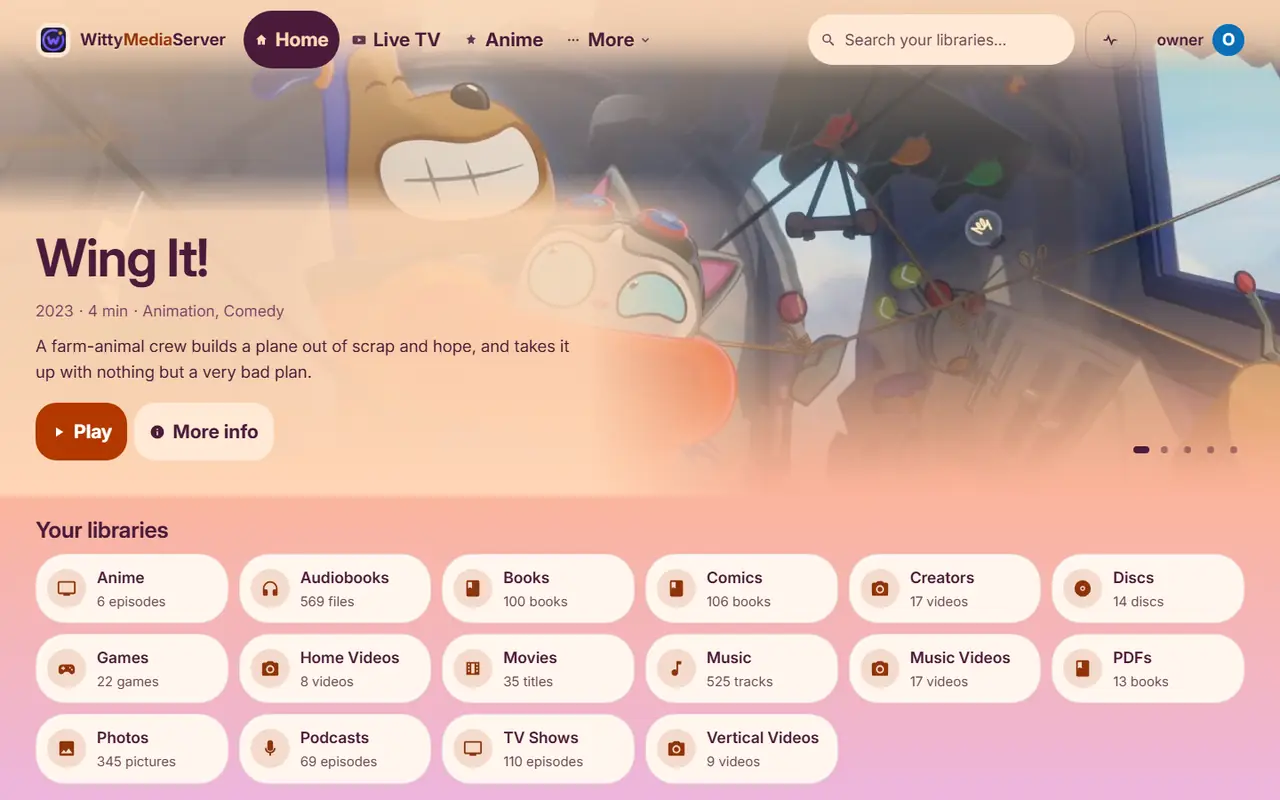 WittyMediaServer
Home
Live TV
Anime
More
Search your libraries...
owner
O
Wing It!
2023 · 4 min · Animation, Comedy
A farm-animal crew builds a plane out of scrap and hope, and takes it
up with nothing but a very bad plan.
Play
More info
Your libraries
Anime
6 episodes
Audiobooks
569 files
Books
100 books
Comics
106 books
Creators
17 videos
Discs
14 discs
Games
22 games
Home Videos
8 videos
Movies
35 titles
Music
525 tracks
Music Videos
17 videos
PDFs
13 books
Photos
345 pictures
Podcasts
69 episodes
TV Shows
110 episodes
Vertical Videos
9 videos